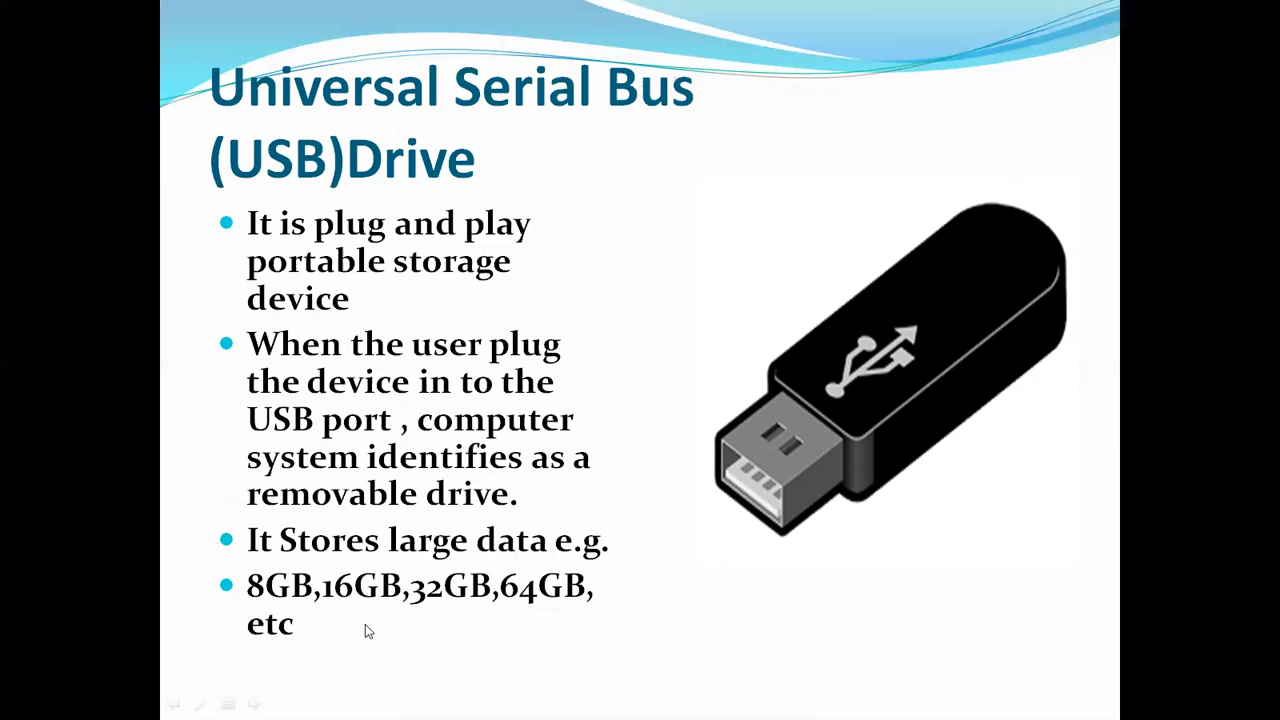 Universal Serial Bus
(USB)Drive
It is plug and play
portable storage
device
When the user plug
the device in to the
USB port , computer
system identifies as a
removable drive.
It Stores large data e.g.
8GB,16GB,32GB,64GB,
etc